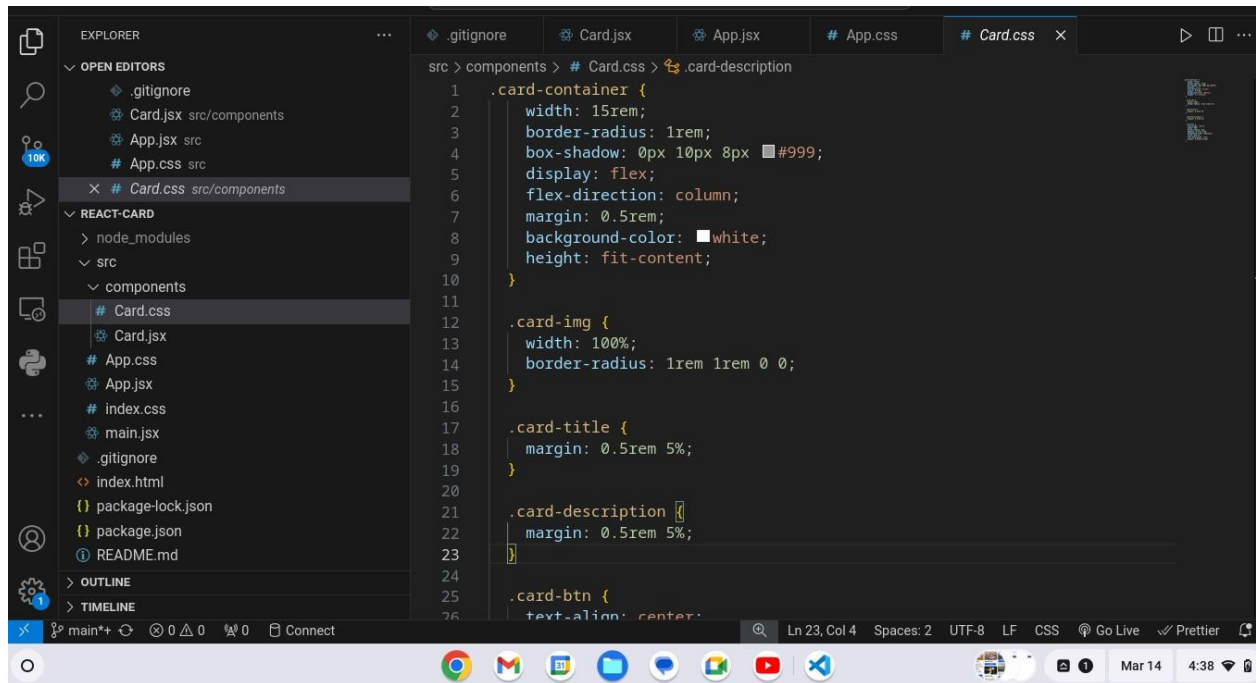 EXPLORER
OPEN EDITORS
.gitignore
Card.jsx src/components
App.jsx src
# App.css src
# Card.css src/components
REACT-CARD
> node_modules
src
components
# Card.css
Card.jsx
# App.css
App.jsx
# index.css
main.jsx
.gitignore
<> index.html
{} package-lock.json
{} package.json
README.md
> OUTLINE
> TIMELINE
10K
1
.gitignore
Card.jsx
App.jsx
# App.css
# Card.css
src > components > # Card.css > .card-description
1 .card-container {
2 width: 15rem;
3 border-radius: 1rem;
4 box-shadow: 0px 10px 8px #999;
5 display: flex;
6 flex-direction: column;
7 margin: 0.5rem;
8 background-color: white;
9 height: fit-content;
10 }
11
12 .card-img {
13 width: 100%;
14 border-radius: 1rem 1rem 0 0;
15 }
16
17 .card-title {
18 margin: 0.5rem 5%;
19 }
20
21 .card-description {
22 margin: 0.5rem 5%;
23 }
24
25 .card-btn {
26 text-align: center;
main*+ 0 0 0 Connect
Ln 23, Col 4 Spaces: 2 UTF-8 LF CSS Go Live Prettier
31
1 Mar 14 4:38